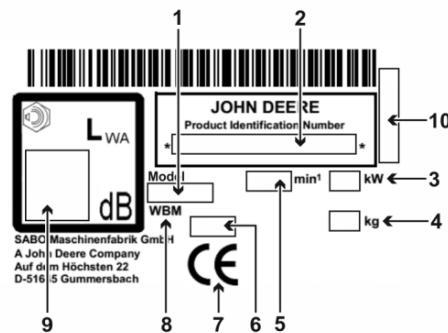 1 2
JOHN DEERE
Product Identification Number
* *
10
LWA
dB
Model
min¹ kW 3
WBM
kg 4
SABO Maschinenfabrik GmbH
A John Deere Company
Auf dem Höchsten 22
D-51645 Gummersbach
CE
9 8 7 6 5